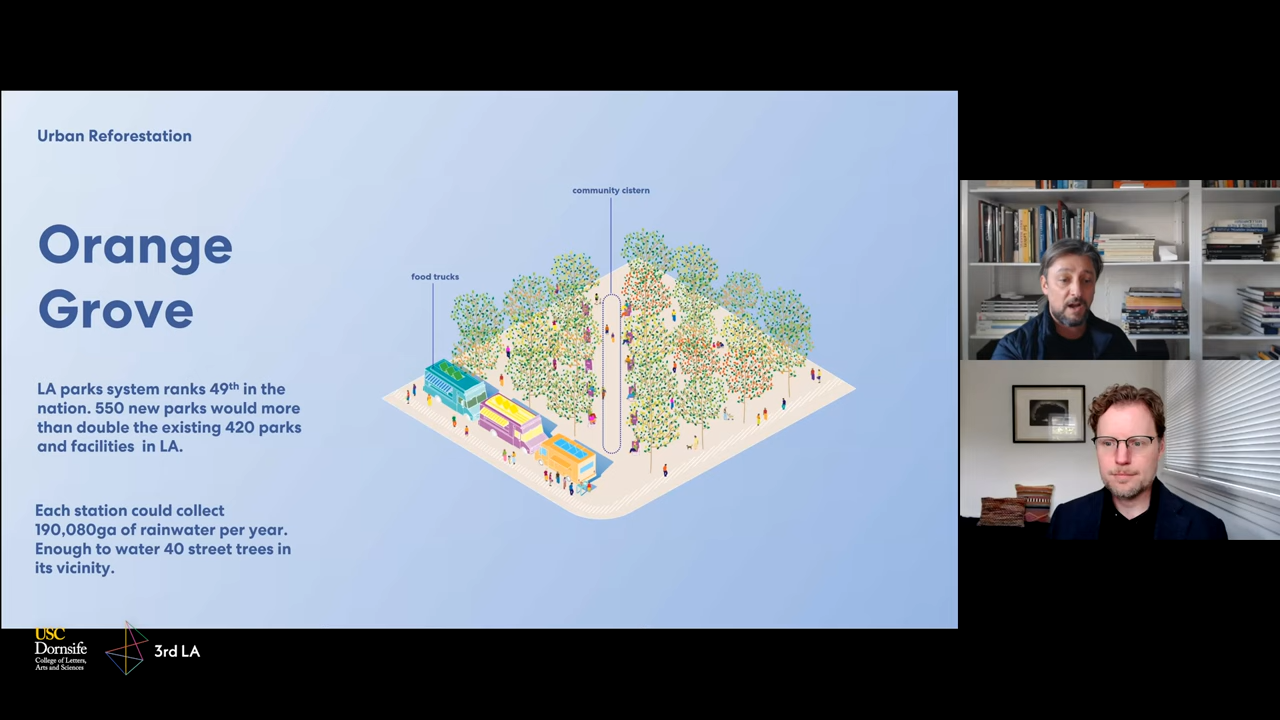 Urban Reforestation
Orange
Grove
LA parks system ranks 49th in the
nation. 550 new parks would more
than double the existing 420 parks
and facilities in LA.
Each station could collect
190,080ga of rainwater per year.
Enough to water 40 street trees in
its vicinity.
community cistern
food trucks
USC
Dornsife
College of Letters,
Arts and Sciences
3rd LA